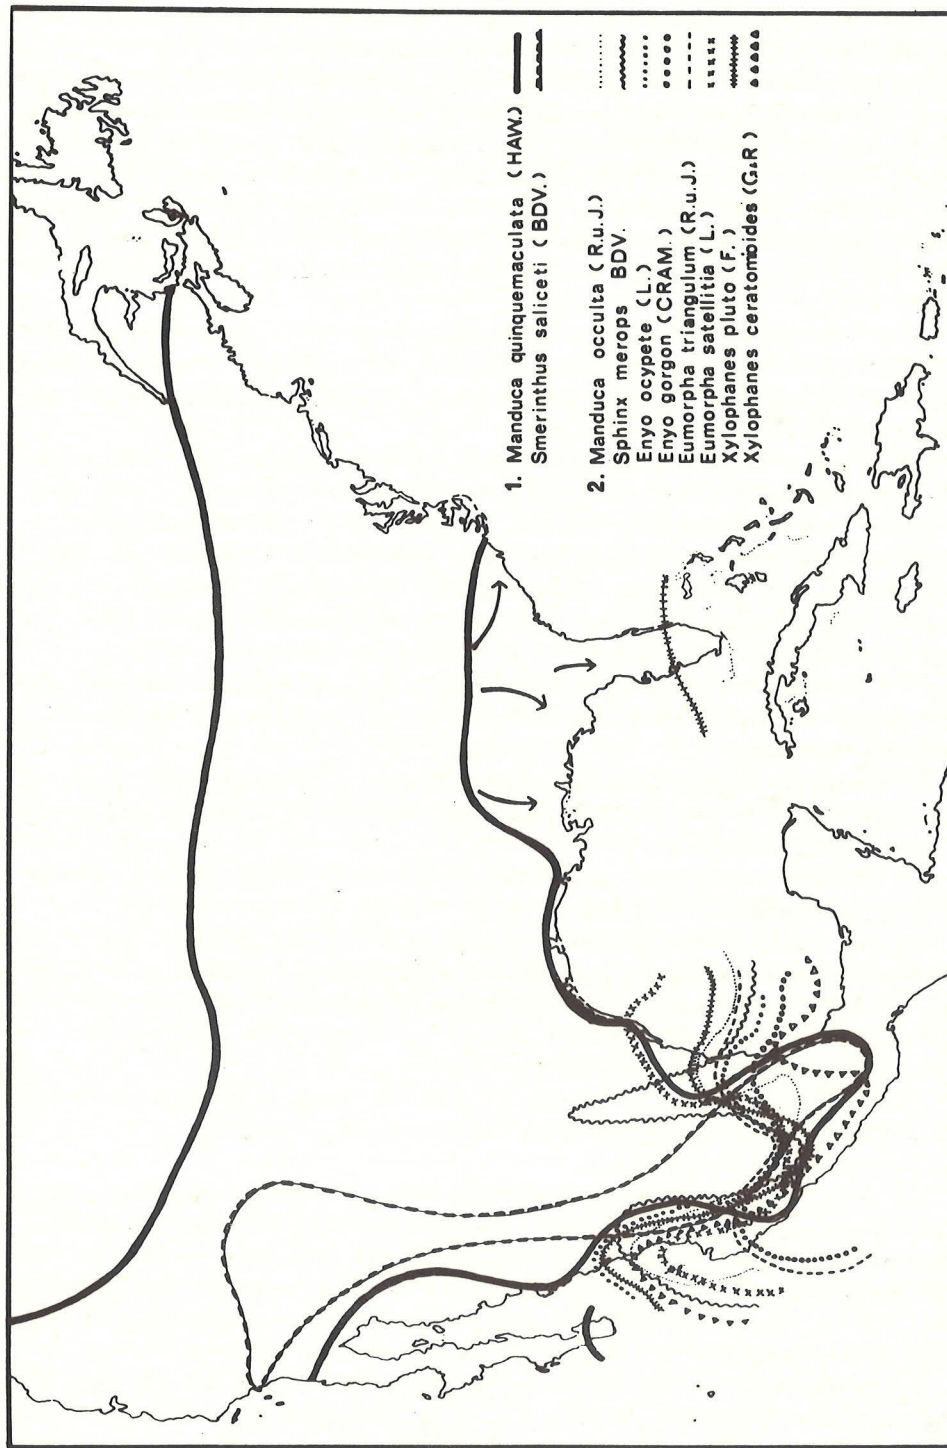 1. Manduca quinquemaculata (HAW.)
Smerinthus saliceti (BDV.)
2. Manduca occulta (R.u.J.)
Sphinx merops BDV.
Enyo ocypete (L.)
Enyo gorgon (CRAM.)
Eumorpha triangulum (R.u.J.)
Eumorpha satellitia (L.)
Xylophanes pluto (F.)
Xylophanes ceratomioides (G&R)